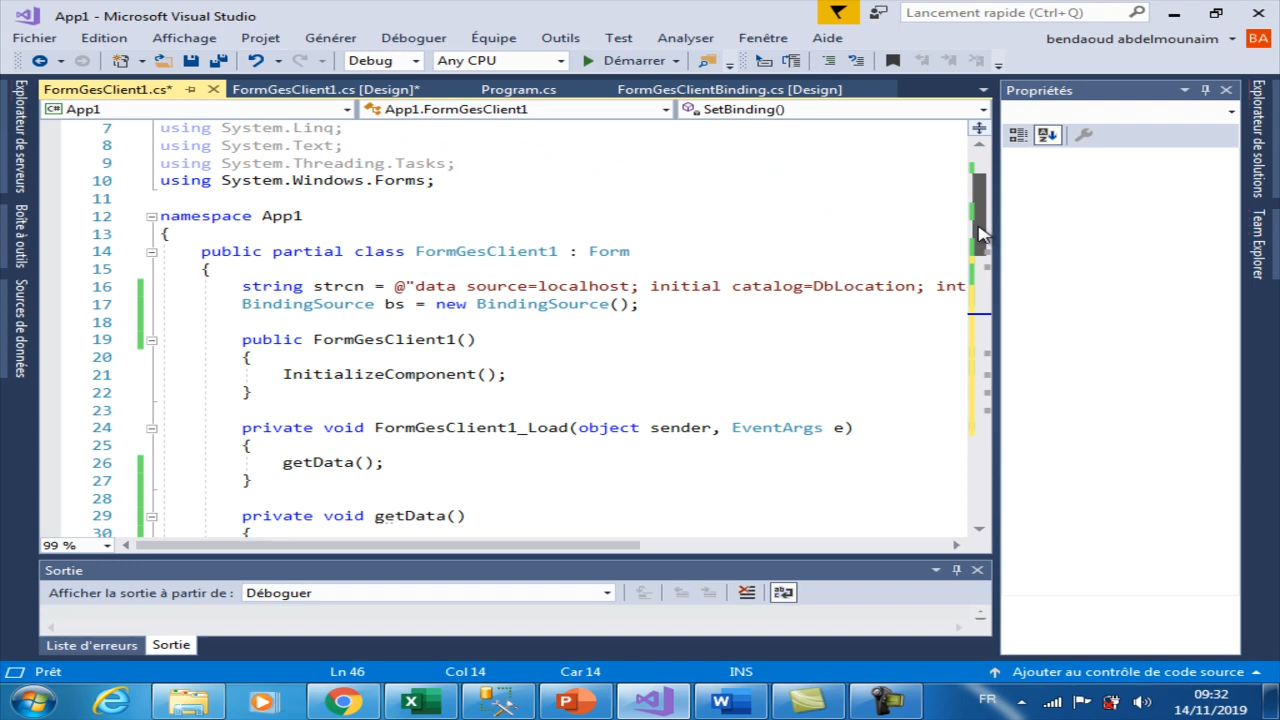 App1 - Microsoft Visual Studio
Lancement rapide (Ctrl+Q)
Fichier Edition Affichage Projet Générer Déboguer Équipe Outils Test Analyser Fenêtre Aide
bendaoud abdelmounaim BA
Debug Any CPU Démarrer
FormGesClient1.cs* FormGesClient1.cs [Design]* Program.cs FormGesClientBinding.cs [Design]
C# App1 App1.FormGesClient1 SetBinding()
Explorateur de serveurs
Boîte à outils
Sources de données
7 using System.Linq;
8 using System.Text;
9 using System.Threading.Tasks;
10 using System.Windows.Forms;
11
12 namespace App1
13 {
14 public partial class FormGesClient1 : Form
15 {
16 string strcn = @"data source=localhost; initial catalog=DbLocation; int
17 BindingSource bs = new BindingSource();
18
19 public FormGesClient1()
20 {
21 InitializeComponent();
22 }
23
24 private void FormGesClient1_Load(object sender, EventArgs e)
25 {
26 getData();
27 }
28
29 private void getData()
30 {
99 %
Propriétés
Explorateur de solutions
Team Explorer
Sortie
Afficher la sortie à partir de : Déboguer
Liste d'erreurs Sortie
Prêt Ln 46 Col 14 Car 14 INS Ajouter au contrôle de code source
FR
09:32
14/11/2019